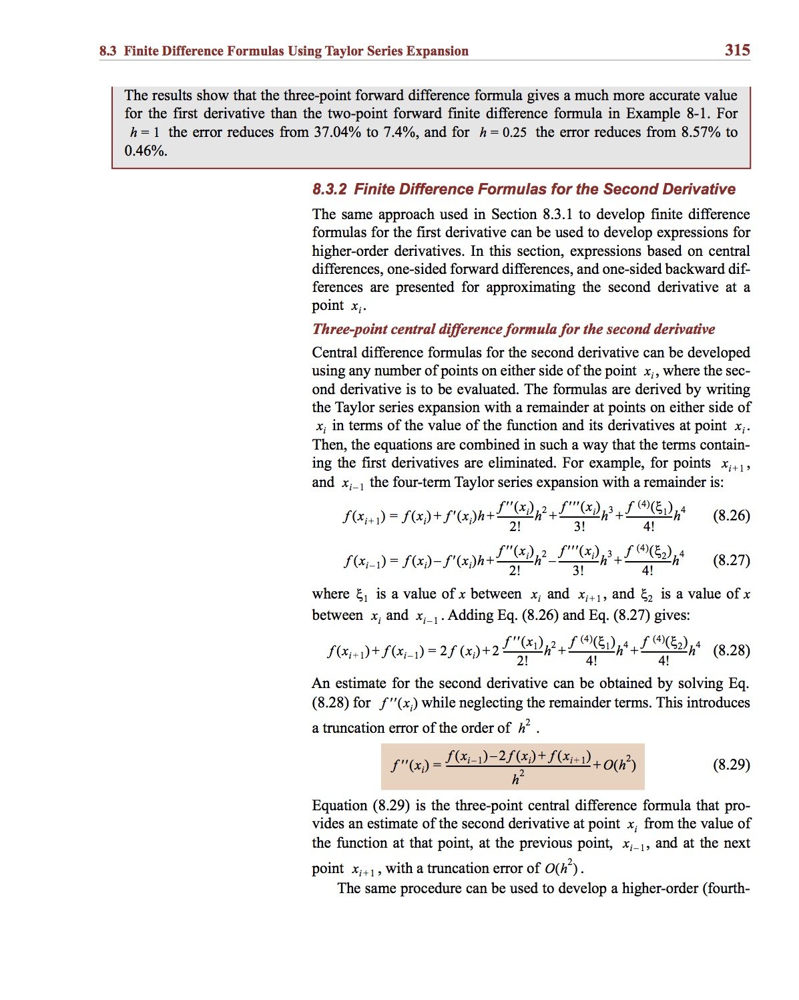 8.3 Finite Difference Formulas Using Taylor Series Expansion 315
The results show that the three-point forward difference formula gives a much more accurate value
for the first derivative than the two-point forward finite difference formula in Example 8-1. For
h = 1 the error reduces from 37.04% to 7.4%, and for h = 0.25 the error reduces from 8.57% to
0.46%.
8.3.2 Finite Difference Formulas for the Second Derivative
The same approach used in Section 8.3.1 to develop finite difference
formulas for the first derivative can be used to develop expressions for
higher-order derivatives. In this section, expressions based on central
differences, one-sided forward differences, and one-sided backward dif-
ferences are presented for approximating the second derivative at a
point x_i.
Three-point central difference formula for the second derivative
Central difference formulas for the second derivative can be developed
using any number of points on either side of the point x_i, where the sec-
ond derivative is to be evaluated. The formulas are derived by writing
the Taylor series expansion with a remainder at points on either side of
x_i in terms of the value of the function and its derivatives at point x_i.
Then, the equations are combined in such a way that the terms contain-
ing the first derivatives are eliminated. For example, for points x_{i+1},
and x_{i-1} the four-term Taylor series expansion with a remainder is:
f(x_{i+1}) = f(x_i) + f'(x_i)h + \frac{f''(x_i)}{2!}h^2 + \frac{f'''(x_i)}{3!}h^3 + \frac{f^{(4)}(ξ_1)}{4!}h^4 (8.26)
f(x_{i-1}) = f(x_i) - f'(x_i)h + \frac{f''(x_i)}{2!}h^2 - \frac{f'''(x_i)}{3!}h^3 + \frac{f^{(4)}(ξ_2)}{4!}h^4 (8.27)
where ξ_1 is a value of x between x_i and x_{i+1}, and ξ_2 is a value of x
between x_i and x_{i-1}. Adding Eq. (8.26) and Eq. (8.27) gives:
f(x_{i+1}) + f(x_{i-1}) = 2f(x_i) + 2\frac{f''(x_1)}{2!}h^2 + \frac{f^{(4)}(ξ_1)}{4!}h^4 + \frac{f^{(4)}(ξ_2)}{4!}h^4 (8.28)
An estimate for the second derivative can be obtained by solving Eq.
(8.28) for f''(x_i) while neglecting the remainder terms. This introduces
a truncation error of the order of h^2.
f''(x_i) = \frac{f(x_{i-1}) - 2f(x_i) + f(x_{i+1})}{h^2} + O(h^2) (8.29)
Equation (8.29) is the three-point central difference formula that pro-
vides an estimate of the second derivative at point x_i from the value of
the function at that point, at the previous point, x_{i-1}, and at the next
point x_{i+1}, with a truncation error of O(h^2).
The same procedure can be used to develop a higher-order (fourth-